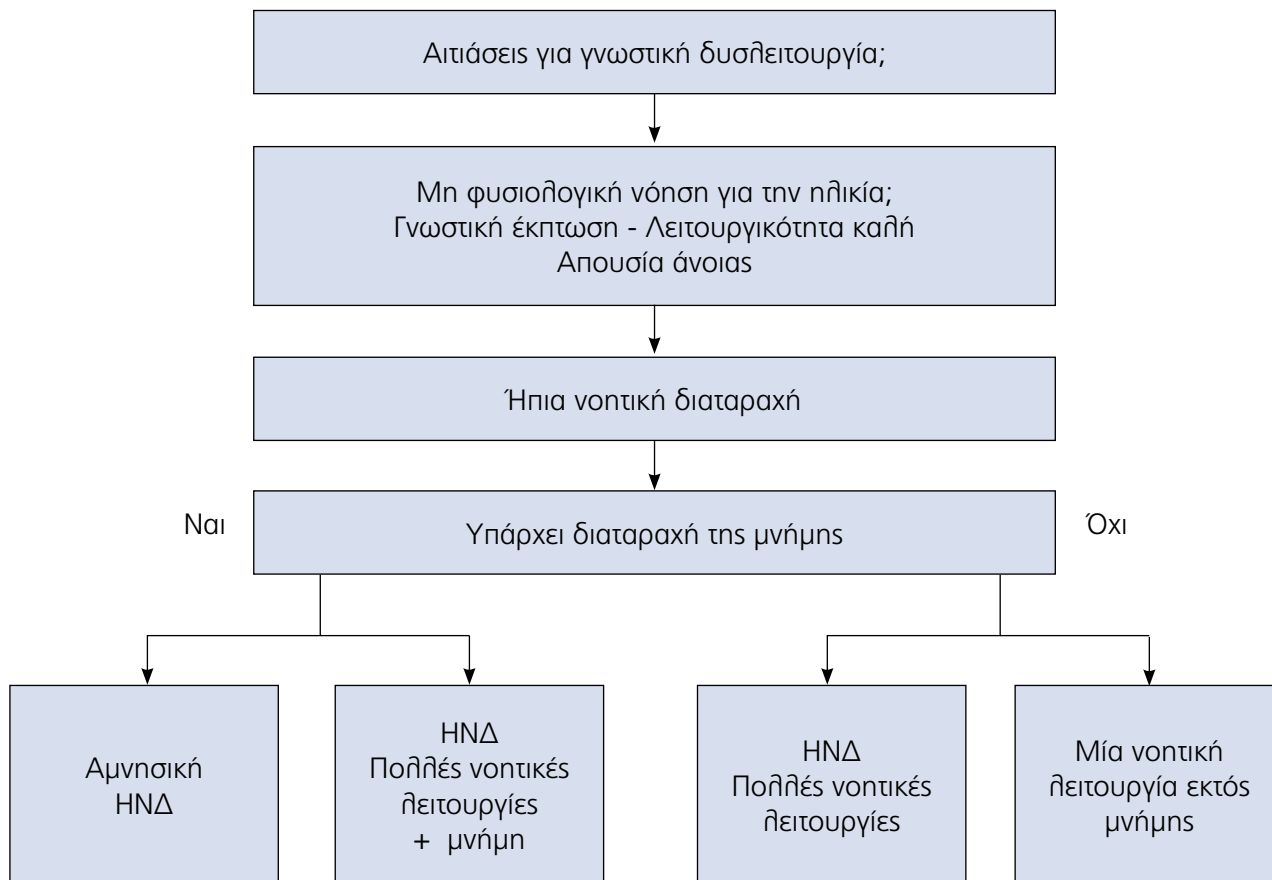 Αιτιάσεις για γνωστική δυσλειτουργία;
Μη φυσιολογική νόηση για την ηλικία;
Γνωστική έκπτωση - Λειτουργικότητα καλή
Απουσία άνοιας
Ήπια νοητική διαταραχή
Ναι
Υπάρχει διαταραχή της μνήμης
Όχι
Αμνησική
ΗΝΔ
ΗΝΔ
Πολλές νοητικές
λειτουργίες
+ μνήμη
ΗΝΔ
Πολλές νοητικές
λειτουργίες
Μία νοητική
λειτουργία εκτός
μνήμης